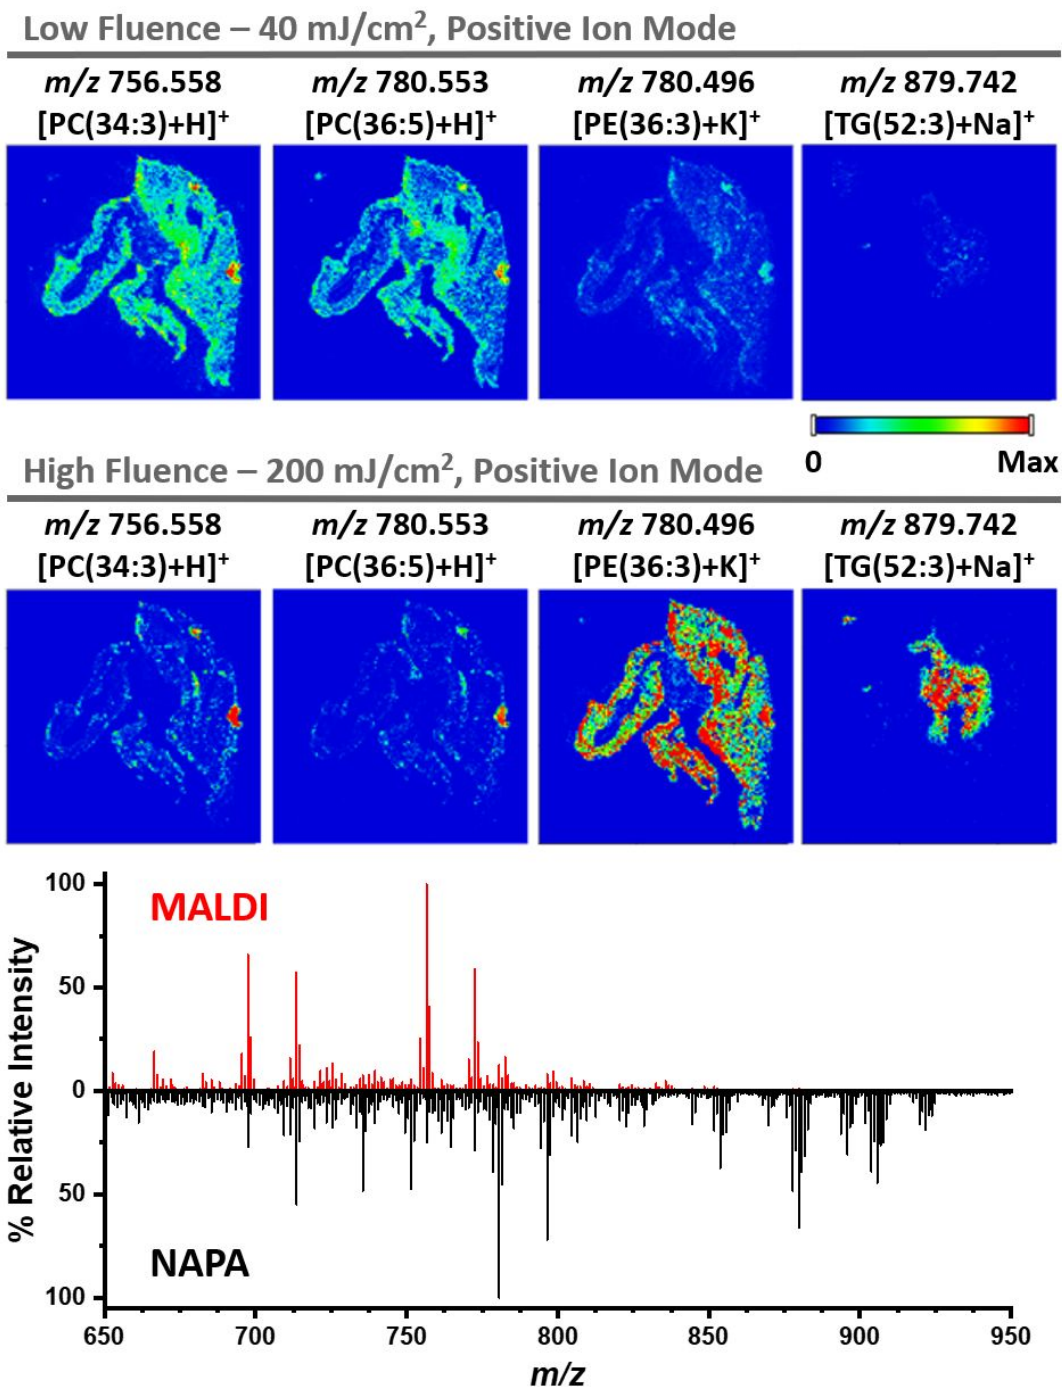 Low Fluence – 40 mJ/cm², Positive Ion Mode
m/z 756.558 m/z 780.553 m/z 780.496 m/z 879.742
[PC(34:3)+H]⁺ [PC(36:5)+H]⁺ [PE(36:3)+K]⁺ [TG(52:3)+Na]⁺
0 Max
High Fluence – 200 mJ/cm², Positive Ion Mode
m/z 756.558 m/z 780.553 m/z 780.496 m/z 879.742
[PC(34:3)+H]⁺ [PC(36:5)+H]⁺ [PE(36:3)+K]⁺ [TG(52:3)+Na]⁺
% Relative Intensity
100
MALDI
50
0
50
NAPA
100
650 700 750 800 850 900 950
m/z